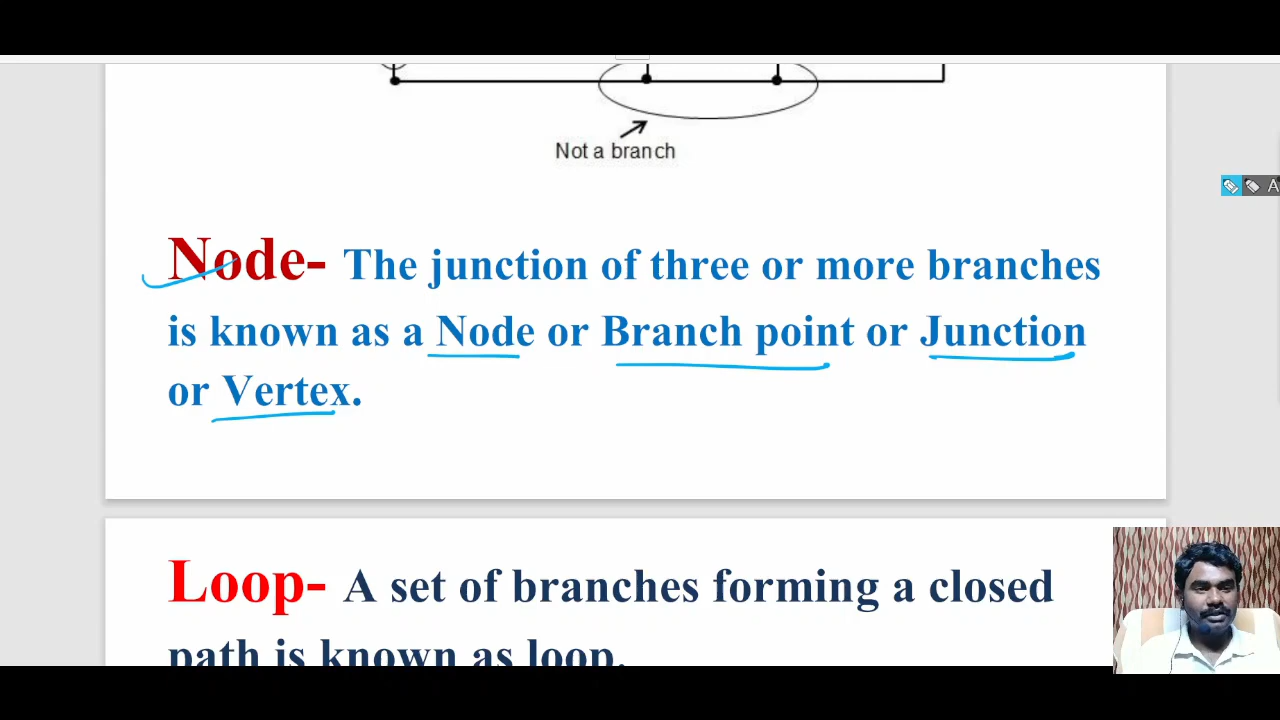 Not a branch
Node- The junction of three or more branches
is known as a Node or Branch point or Junction
or Vertex.
Loop- A set of branches forming a closed
path is known as loop.
A